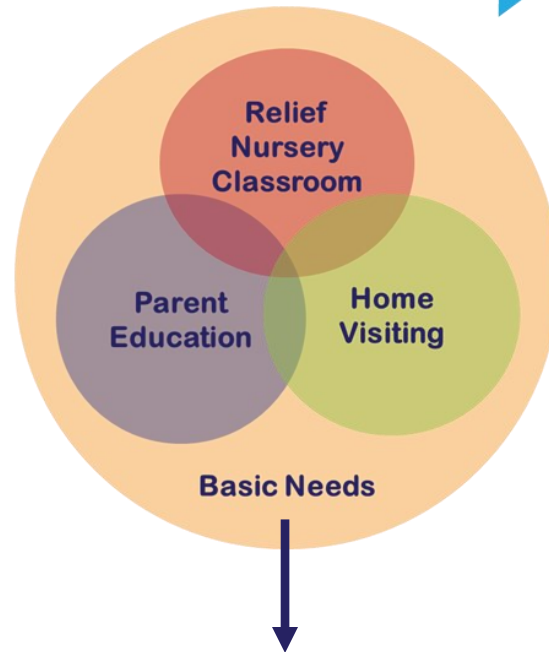 Relief
Nursery
Classroom
Parent
Education
Home
Visiting
Basic Needs